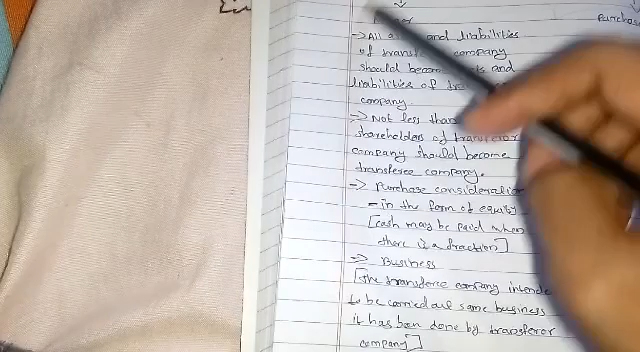 Purchase
->All and liabilities
of company
should and
liabilities of
company.
-> Not less than
shareholders of transferor
company should become
transferee company.
-> Purchase consideration
- in the form of equity
[cash may be paid when
there is a fraction]
-> Business
[The transferee company intende
to be carried out same business
it has been done by transferor
company]